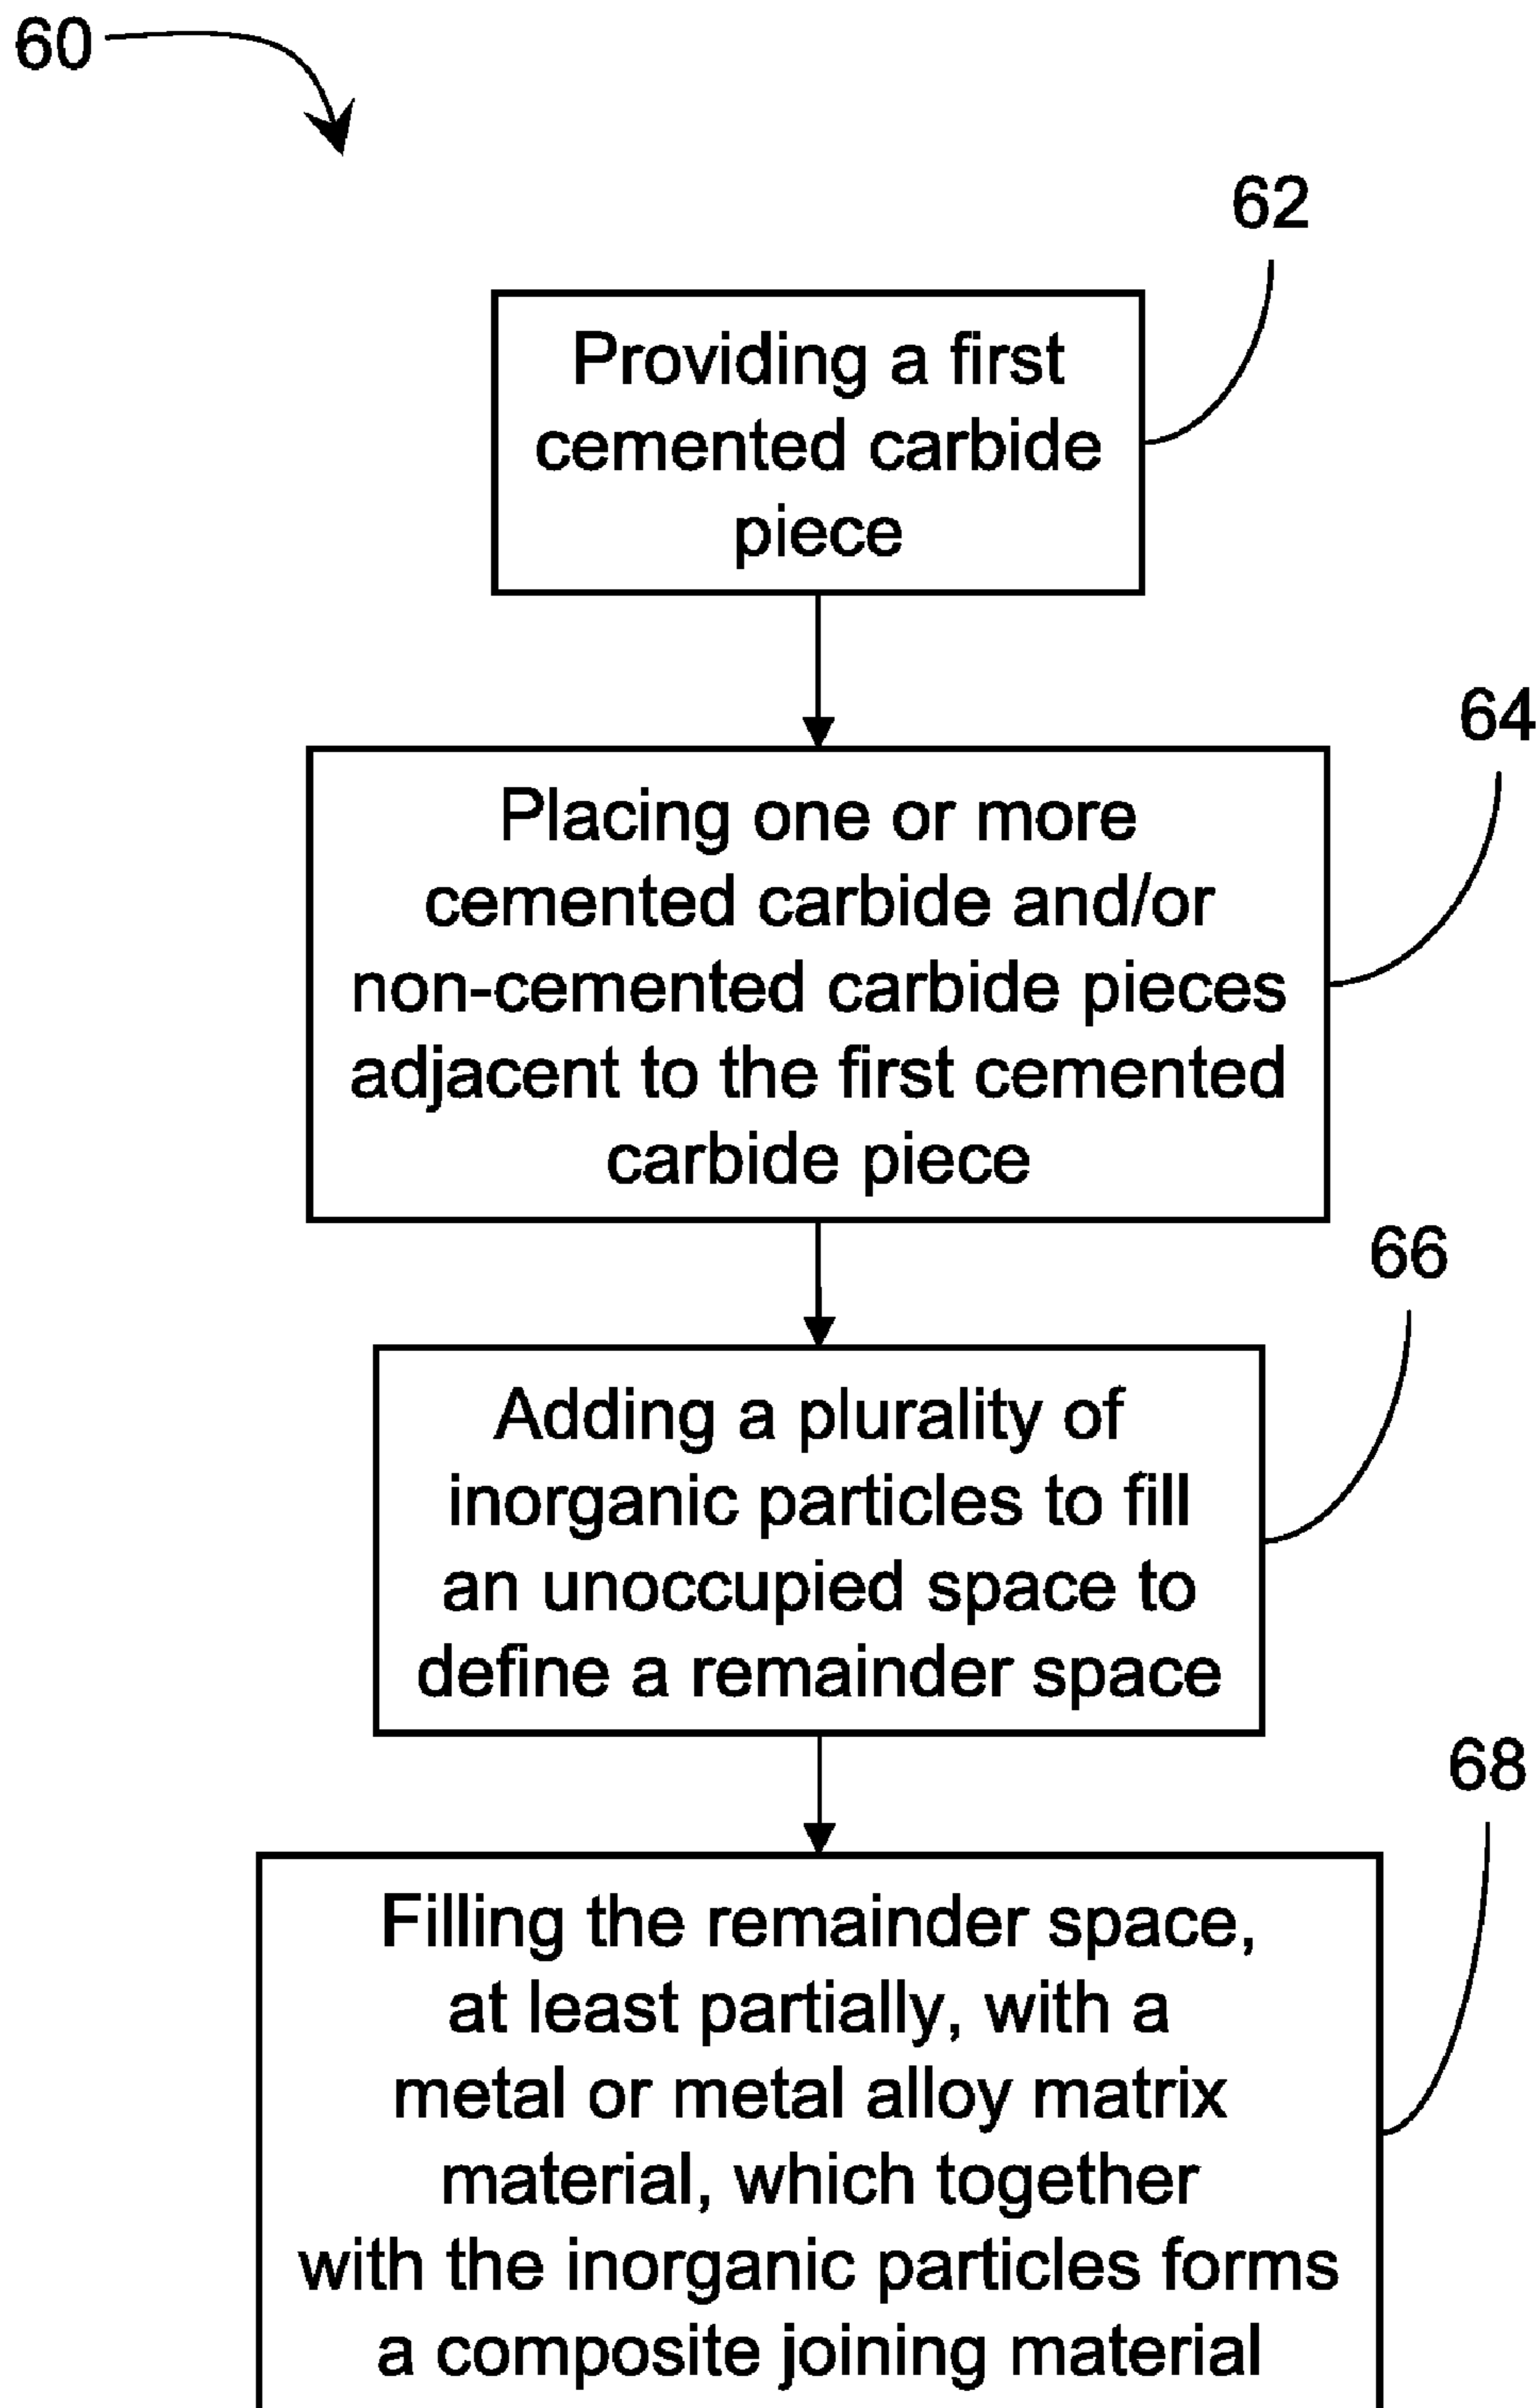 60
62
Providing a first
cemented carbide
piece
64
Placing one or more
cemented carbide and/or
non-cemented carbide pieces
adjacent to the first cemented
carbide piece
66
Adding a plurality of
inorganic particles to fill
an unoccupied space to
define a remainder space
68
Filling the remainder space,
at least partially, with a
metal or metal alloy matrix
material, which together
with the inorganic particles forms
a composite joining material